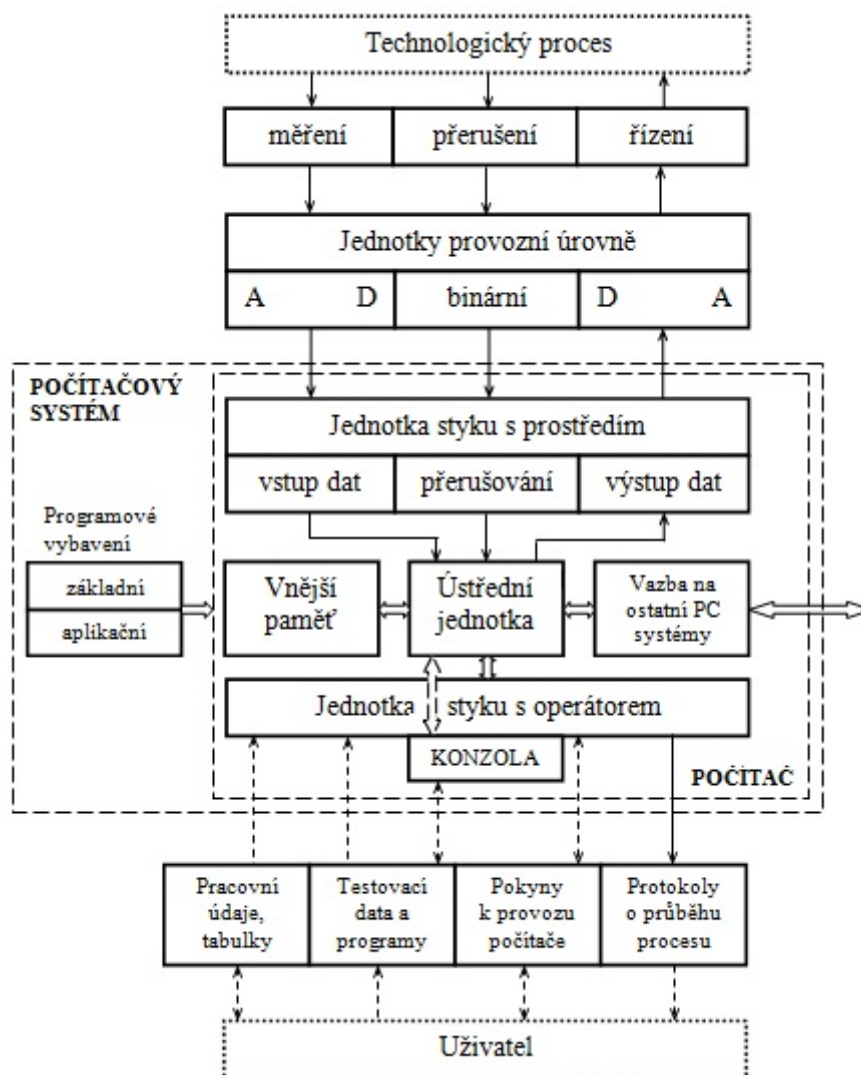 Technologický proces
měření
přerušení
řízení
Jednotky provozní úrovně
A
D
binární
D
A
POČÍTAČOVÝ
SYSTÉM
Jednotka styku s prostředím
vstup dat
přerušování
výstup dat
Programové
vybavení
základní
aplikační
Vnější
paměť
Ústřední
jednotka
Vazba na
ostatní PC
systémy
Jednotka styku s operátorem
KONZOLA
POČÍTAČ
Pracovní
údaje,
tabulky
Testovací
data a
programy
Pokyny
k provozu
počítače
Protokoly
o průběhu
procesu
Uživatel